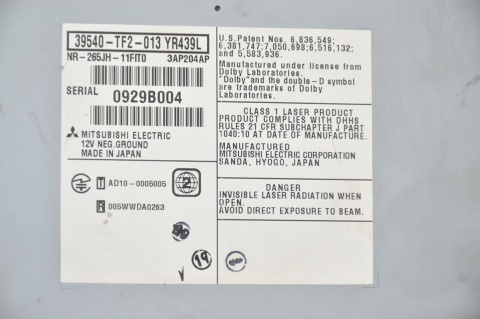 39540-TF2-013 YR439L
NR-265JH-11FIT0 3AP204AP
SERIAL 0929B004
MITSUBISHI ELECTRIC
12V NEG.GROUND
MADE IN JAPAN
T AD10-0005005
R 005WWDA0263
2
19
U.S.Patent Nos. 6,836,549;
6,381,747;7,050,698;6,516,132;
and 5,583,936.
Manufactured under license from
Dolby Laboratories.
"Dolby"and the double-D symbol
are trademarks of Dolby
Laboratories.
CLASS 1 LASER PRODUCT
PRODUCT COMPLIES WITH DHHS
RULES 21 CFR SUBCHAPTER J PART
1040:10 AT DATE OF MANUFACTURE.
MANUFACTURED
MITSUBISHI ELECTRIC CORPORATION
SANDA, HYOGO, JAPAN
DANGER
INVISIBLE LASER RADIATION WHEN
OPEN.
AVOID DIRECT EXPOSURE TO BEAM.